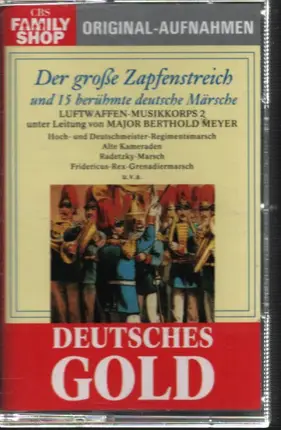 CBS
FAMILY
SHOP
ORIGINAL-AUFNAHMEN
Der große Zapfenstreich
und 15 berühmte deutsche Märsche
LUFTWAFFEN-MUSIKKORPS 2
unter Leitung von MAJOR BERTHOLD MEYER
Hoch- und Deutschmeister-Regimentsmarsch
Alte Kameraden
Radetzky-Marsch
Fridericus-Rex-Grenadiermarsch
u.v.a.
DEUTSCHES
GOLD